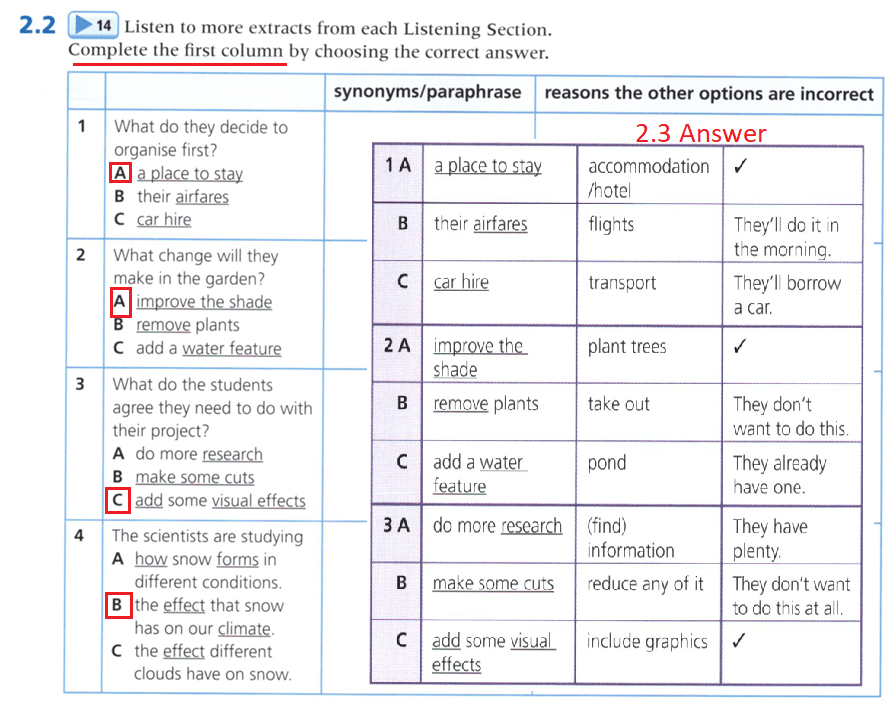 2.2 14 Listen to more extracts from each Listening Section.
Complete the first column by choosing the correct answer.
synonyms/paraphrase reasons the other options are incorrect
1 What do they decide to
organise first?
A a place to stay
B their airfares
C car hire
2 What change will they
make in the garden?
A improve the shade
B remove plants
C add a water feature
3 What do the students
agree they need to do with
their project?
A do more research
B make some cuts
C add some visual effects
4 The scientists are studying
A how snow forms in
different conditions.
B the effect that snow
has on our climate.
C the effect different
clouds have on snow.
2.3 Answer
1 A a place to stay accommodation ✓
/hotel
B their airfares flights They'll do it in
the morning.
C car hire transport They'll borrow
a car.
2 A improve the plant trees ✓
shade
B remove plants take out They don't
want to do this.
C add a water pond They already
feature have one.
3 A do more research (find) They have
information plenty.
B make some cuts reduce any of it They don't want
to do this at all.
C add some visual include graphics ✓
effects